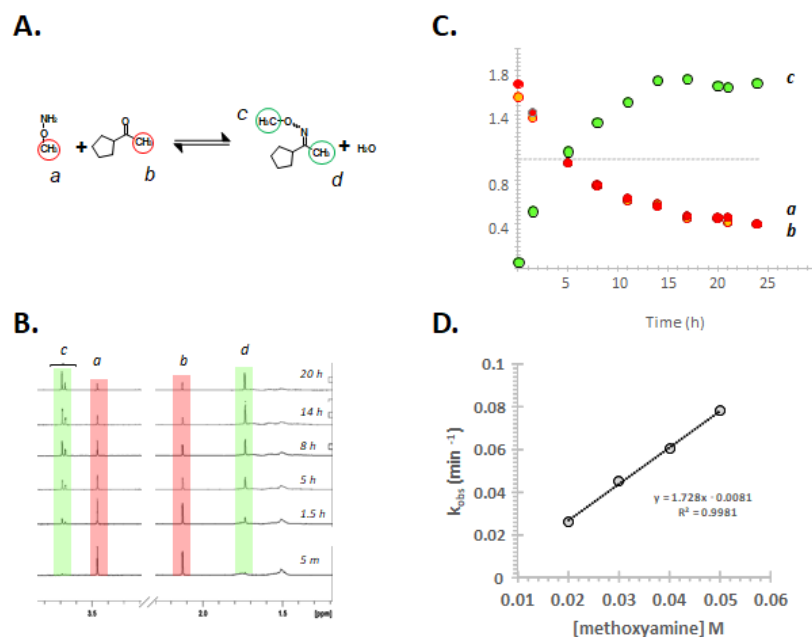 A.
NH₂
O
CH₃
a
+
O
CH₃
b
c
H₃C
O
N
CH₃
d
+ H₂O
B.
c
a
b
d
20 h
14 h
8 h
5 h
1.5 h
5 m
3.5
2.0
1.5
[ppm]
C.
1.8
1.4
0.8
0.4
c
a
b
5
10
15
20
25
Time (h)
D.
0.1
0.08
0.06
0.04
0.02
0
kobs (min -1)
y = 1.728x - 0.0081
R² = 0.9981
0.01
0.02
0.03
0.04
0.05
0.06
[methoxyamine] M